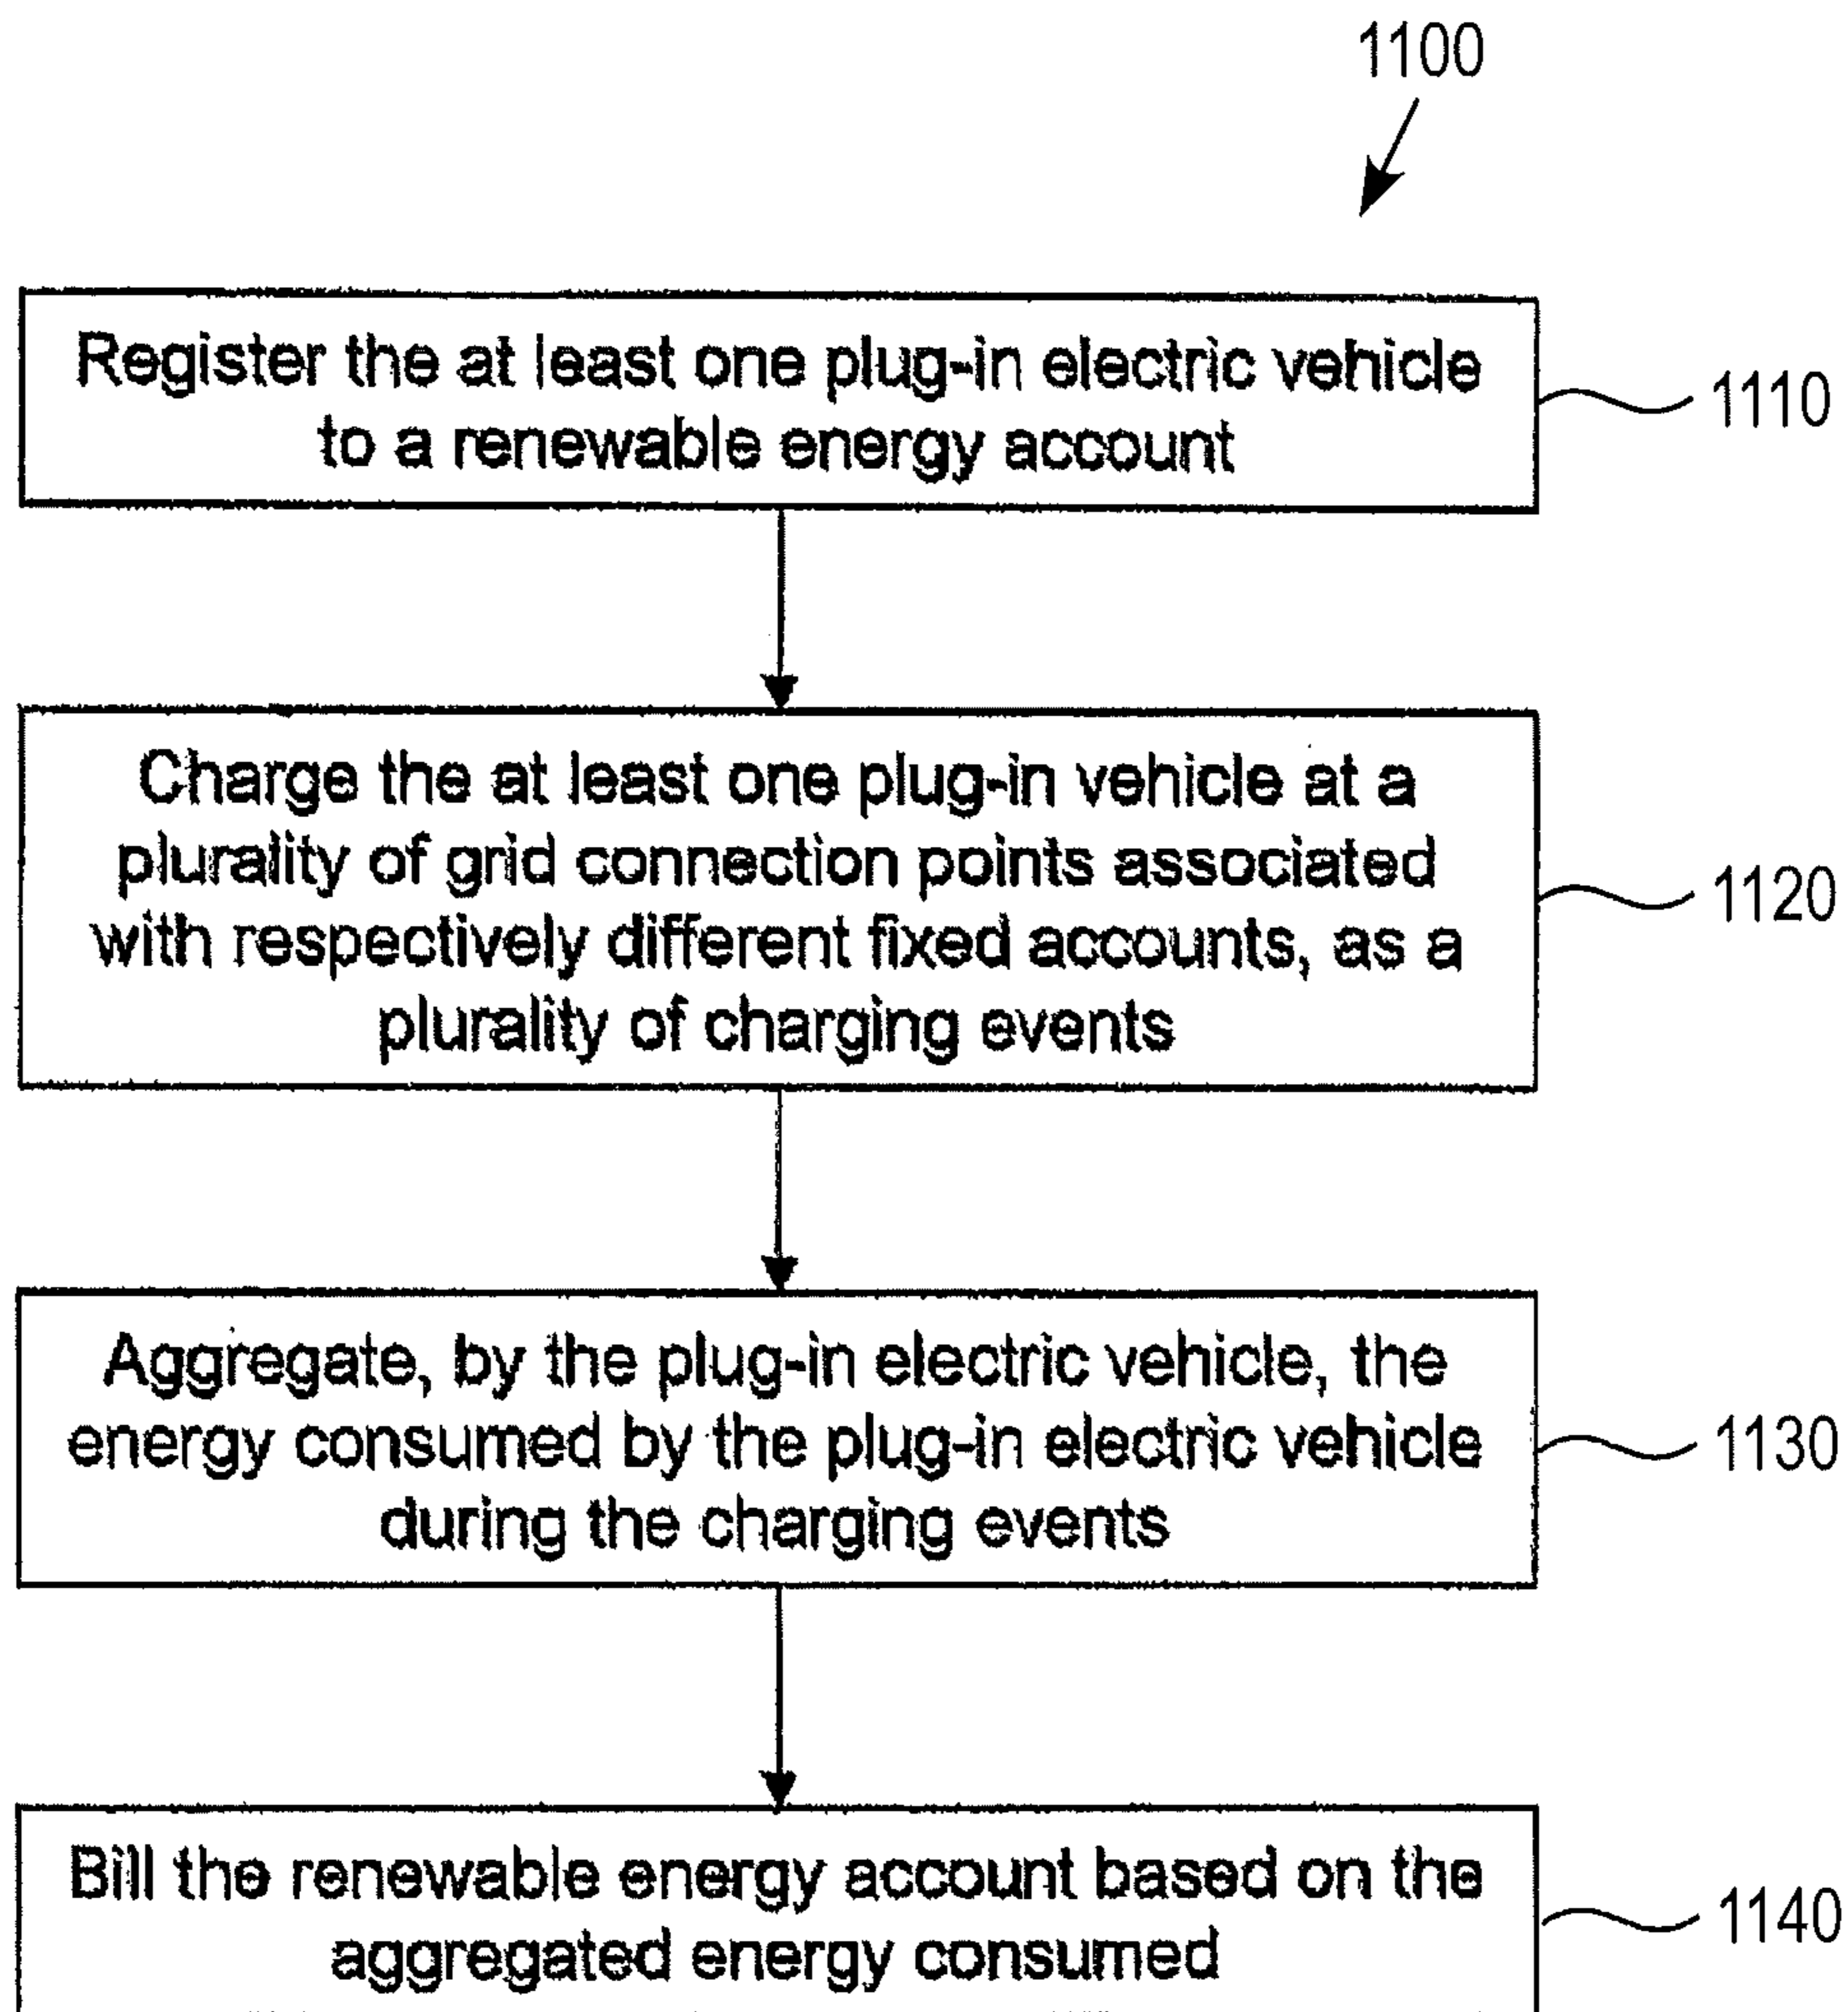 1100
Register the at least one plug-in electric vehicle
to a renewable energy account
1110
Charge the at least one plug-in vehicle at a
plurality of grid connection points associated
with respectively different fixed accounts, as a
plurality of charging events
1120
Aggregate, by the plug-in electric vehicle, the
energy consumed by the plug-in electric vehicle
during the charging events
1130
Bill the renewable energy account based on the
aggregated energy consumed
1140